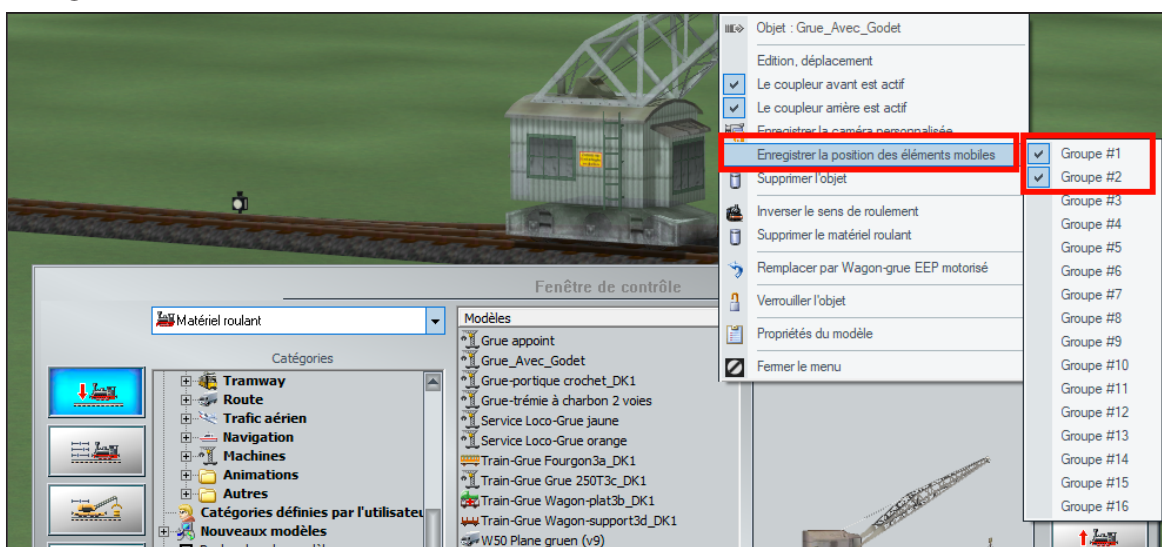 Objet : Grue_Avec_Godet
Edition, déplacement
Le coupleur avant est actif
Le coupleur arrière est actif
Enregistrer la caméra personnalisée
Enregistrer la position des éléments mobiles
Supprimer l'objet
Inverser le sens de roulement
Supprimer le matériel roulant
Remplacer par Wagon-grue EEP motorisé
Verrouiller l'objet
Propriétés du modèle
Fermer le menu
Groupe #1
Groupe #2
Groupe #3
Groupe #4
Groupe #5
Groupe #6
Groupe #7
Groupe #8
Groupe #9
Groupe #10
Groupe #11
Groupe #12
Groupe #13
Groupe #14
Groupe #15
Groupe #16
Fenêtre de contrôle
Matériel roulant
Catégories
Tramway
Route
Trafic aérien
Navigation
Machines
Animations
Autres
Catégories définies par l'utilisateu
Nouveaux modèles
Modèles
Grue appoint
Grue_Avec_Godet
Grue-portique crochet_DK1
Grue-trémie à charbon 2 voies
Service Loco-Grue jaune
Service Loco-Grue orange
Train-Grue Fourgon3a_DK1
Train-Grue Grue 250T3c_DK1
Train-Grue Wagon-plat3b_DK1
Train-Grue Wagon-support3d_DK1
W50 Plane gruen (v9)